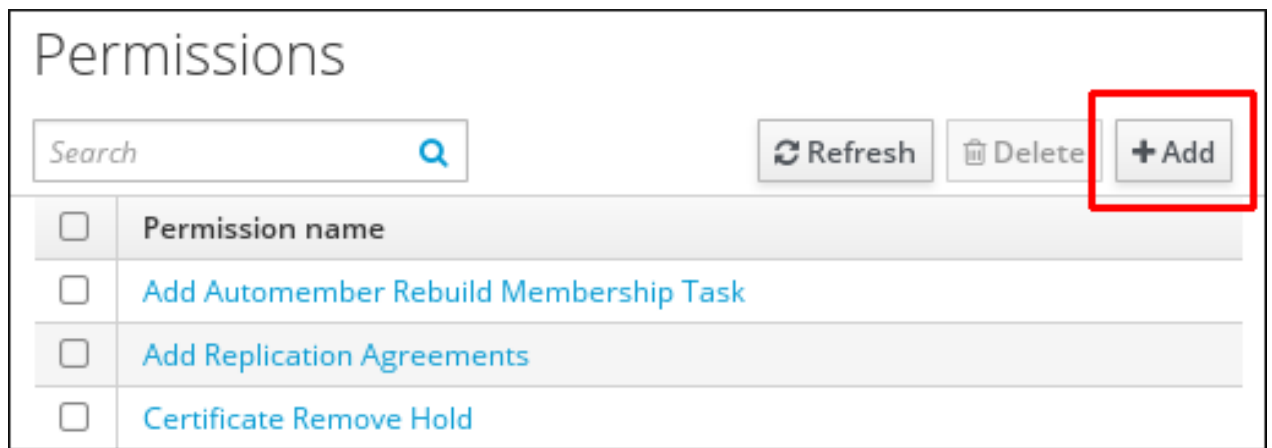 Permissions
Search Refresh Delete Add
Permission name
Add Automember Rebuild Membership Task
Add Replication Agreements
Certificate Remove Hold